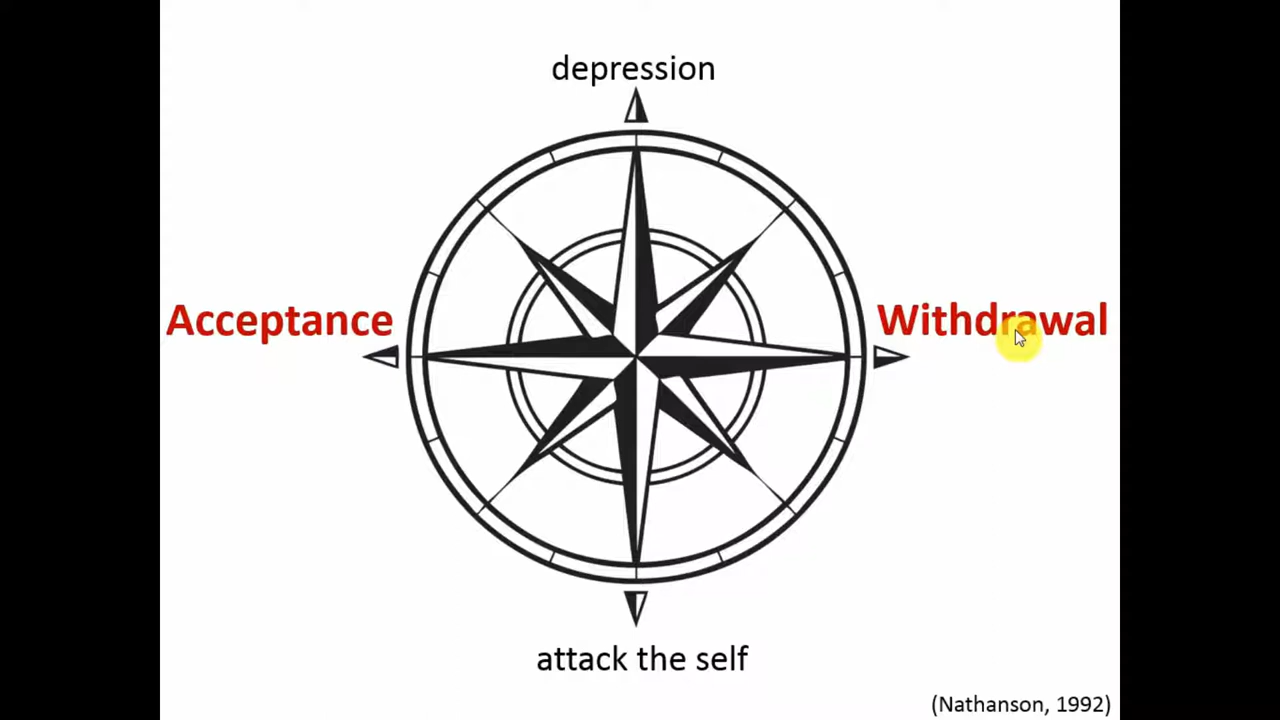 depression
Acceptance
Withdrawal
attack the self
(Nathanson, 1992)